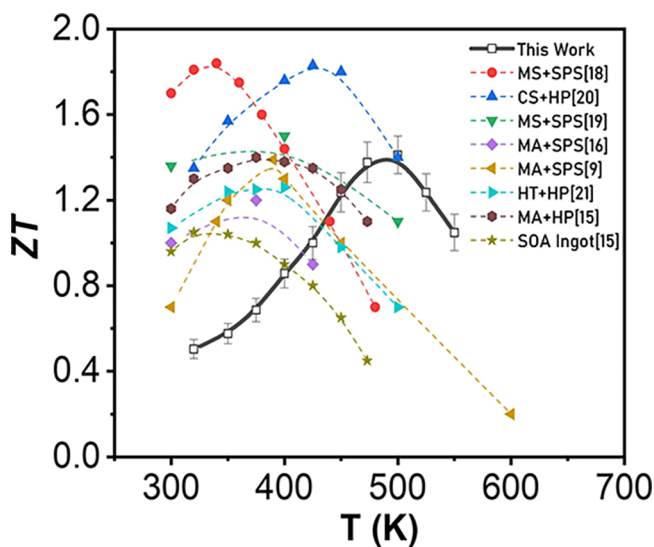 2.0
1.6
1.2
0.8
0.4
0.0
ZT
This Work
MS+SPS[18]
CS+HP[20]
MS+SPS[19]
MA+SPS[16]
MA+SPS[9]
HT+HP[21]
MA+HP[15]
SOA Ingot[15]
300 400 500 600 700
T (K)